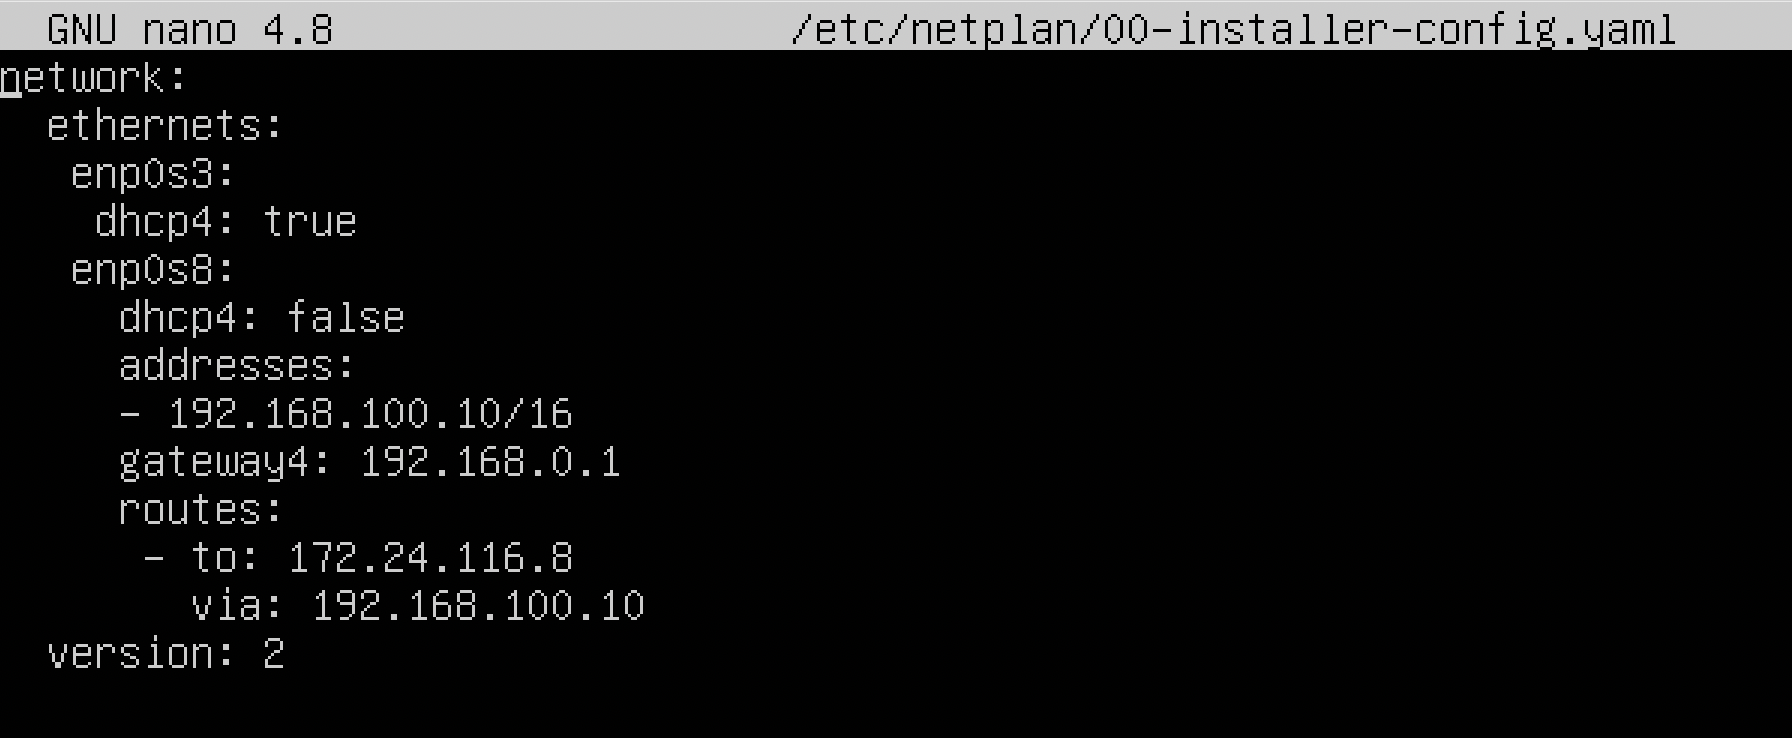 GNU nano 4.8 /etc/netplan/00-installer-config.yaml
network:
  ethernets:
   enp0s3:
    dhcp4: true
   enp0s8:
     dhcp4: false
     addresses:
     - 192.168.100.10/16
     gateway4: 192.168.0.1
     routes:
      - to: 172.24.116.8
        via: 192.168.100.10
  version: 2